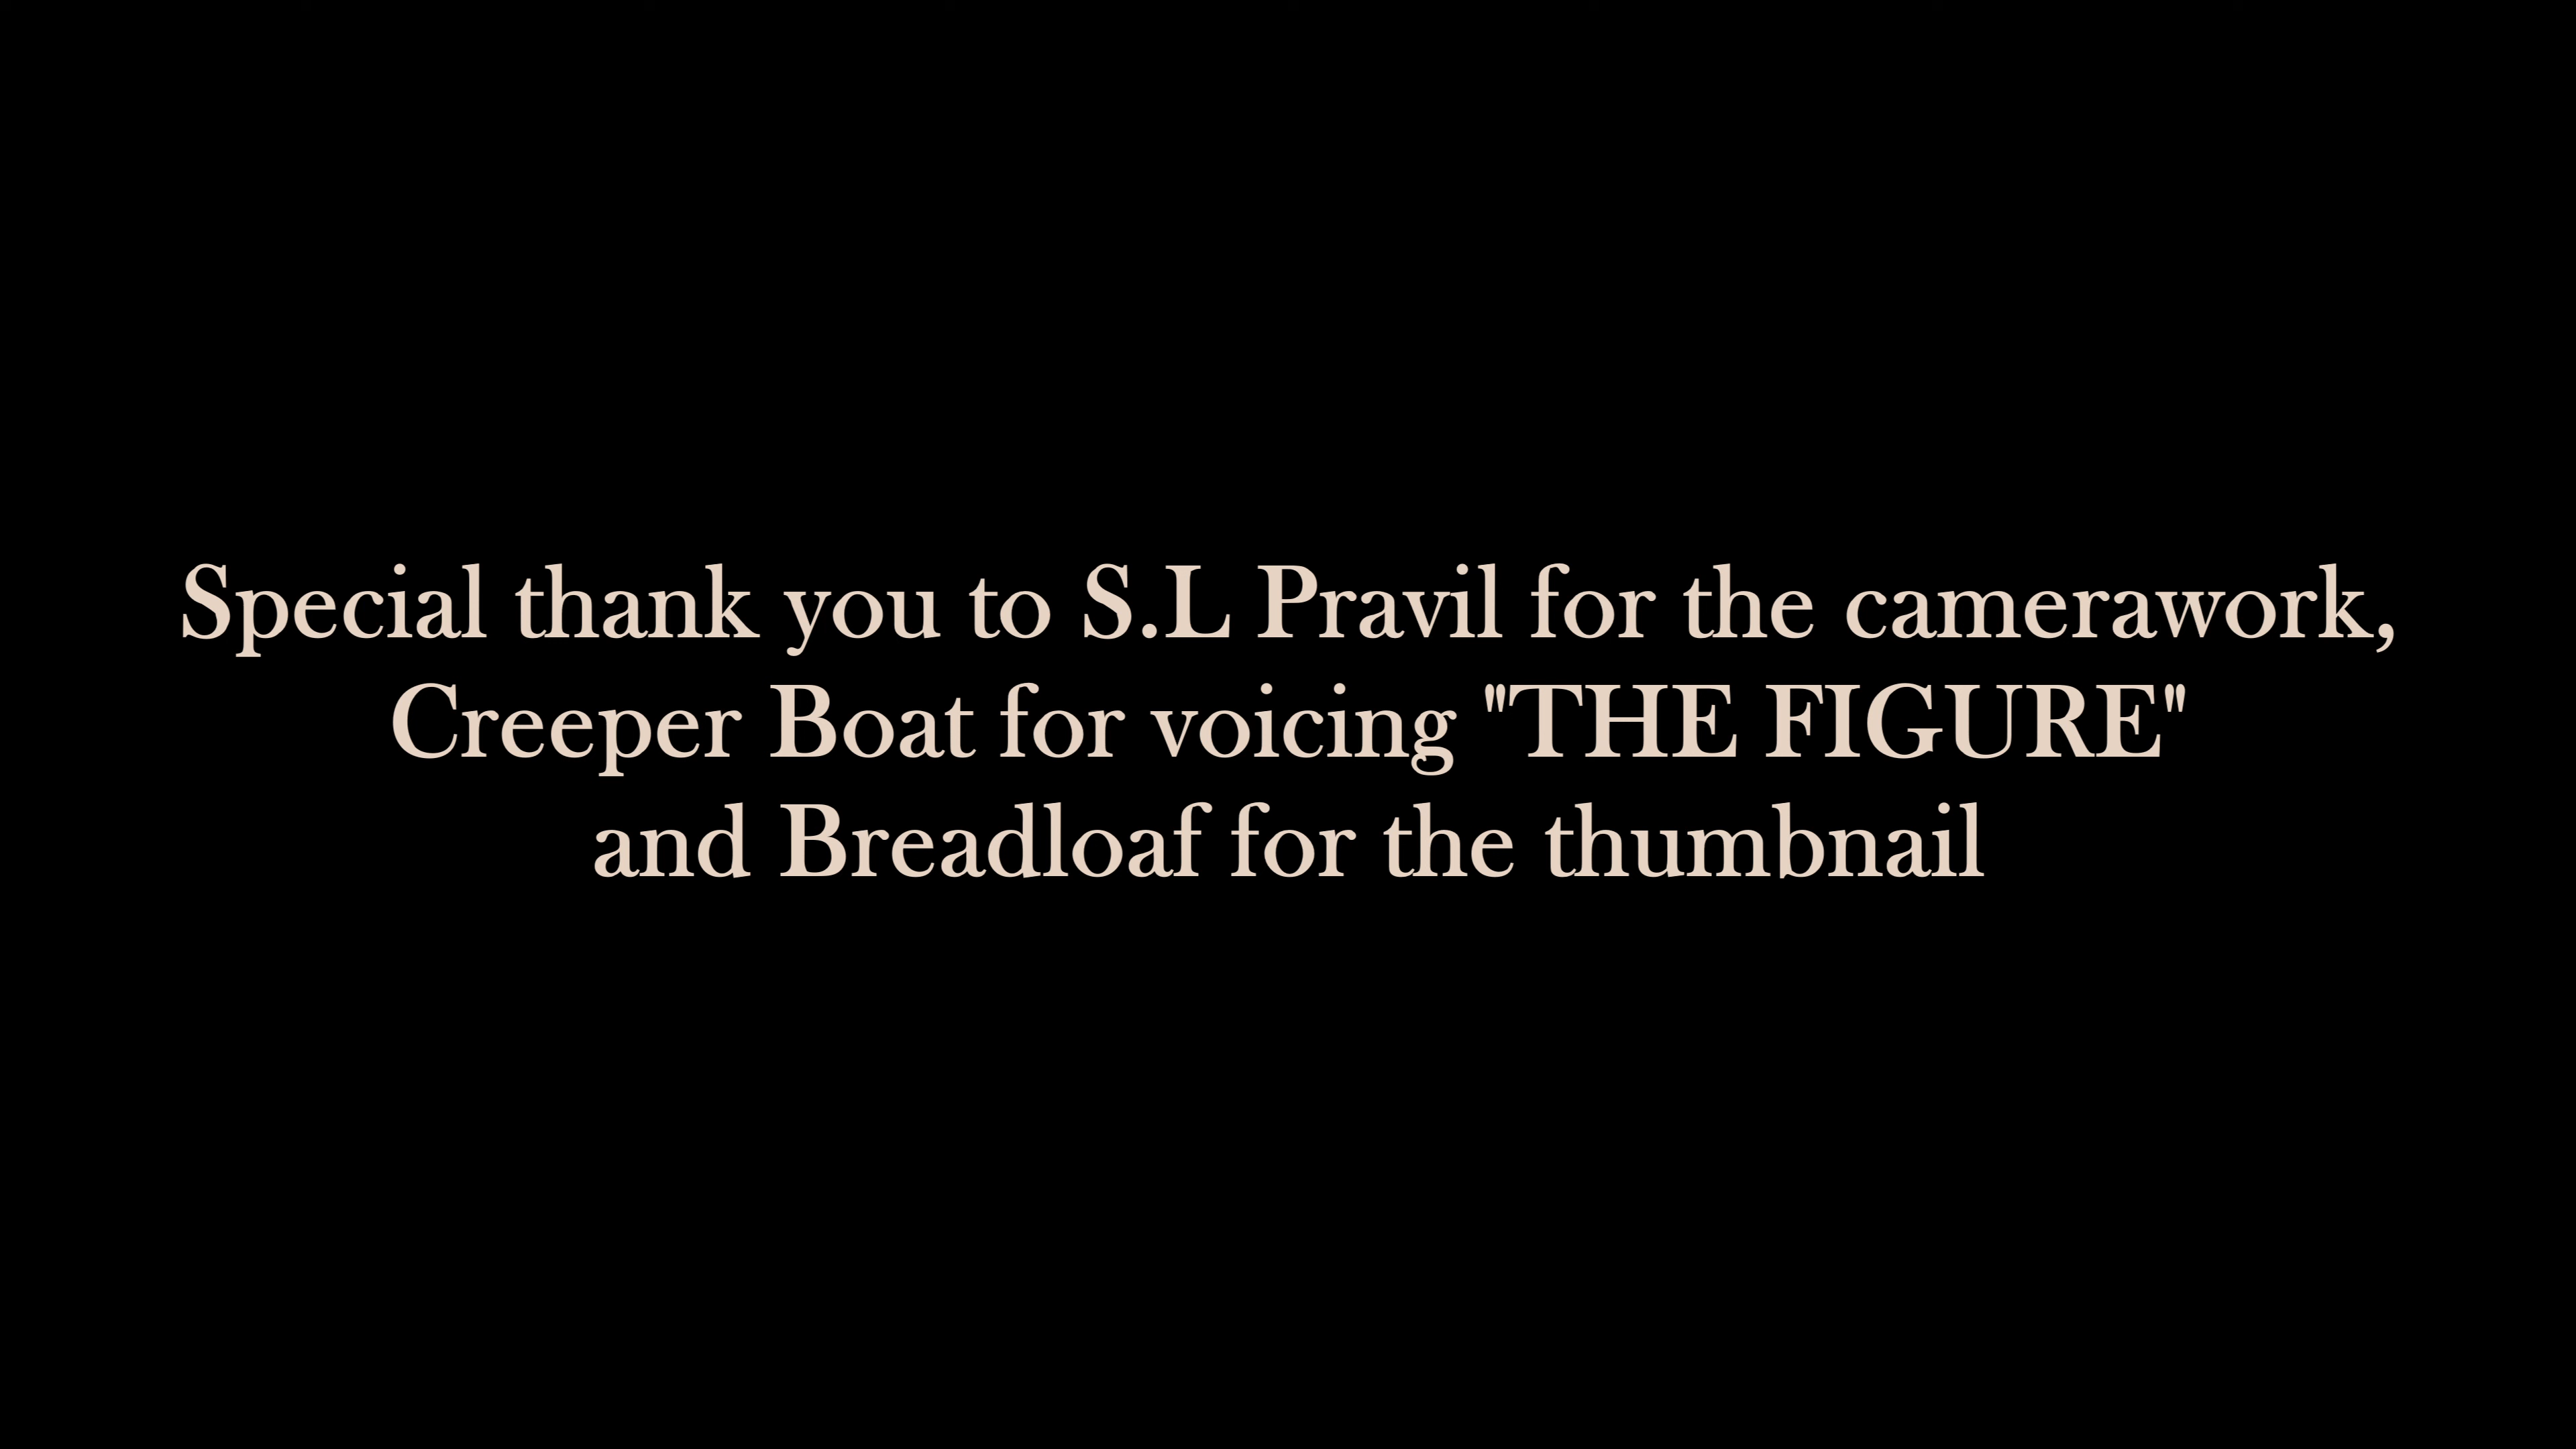 Special thank you to S.L Pravil for the camerawork,
Creeper Boat for voicing "THE FIGURE"
and Breadloaf for the thumbnail